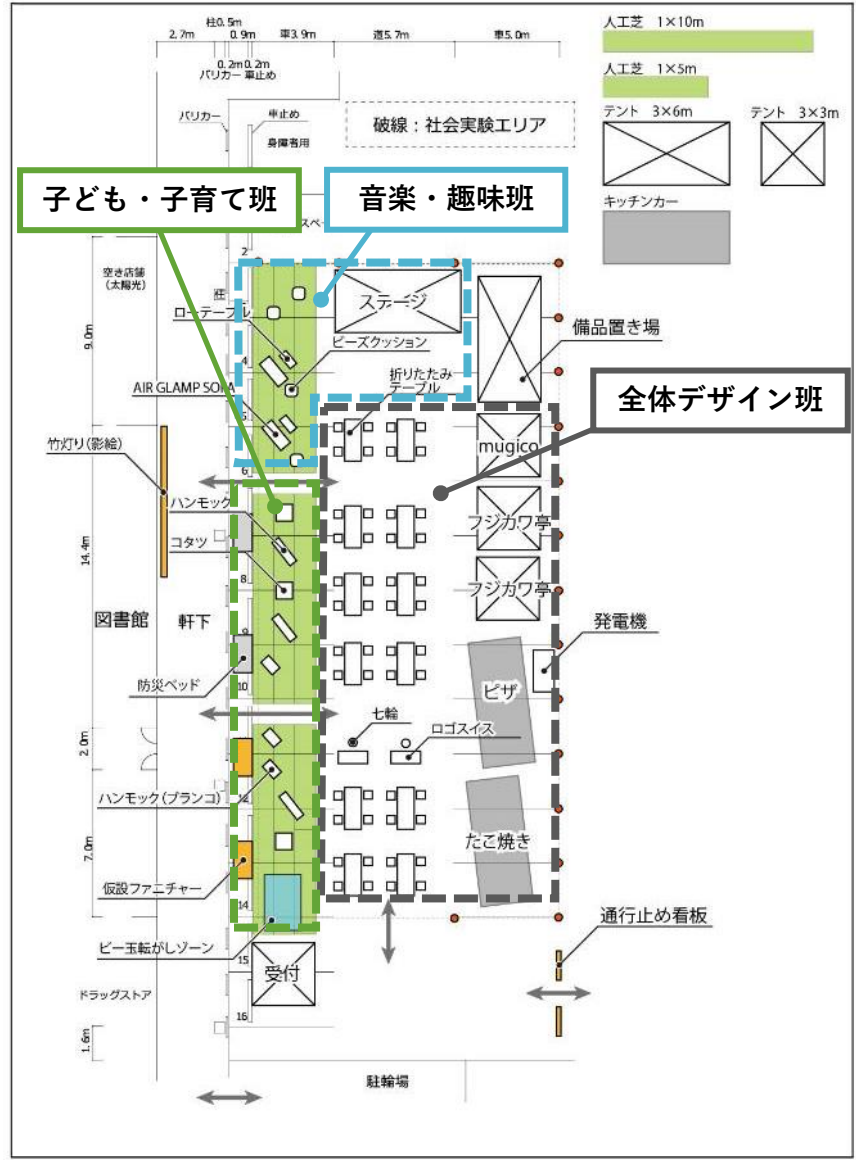 柱0.5m
2.7m
0.9m
車3.9m
道5.7m
車5.0m
0.2m
0.2m
バリカー
車止め
人工芝 1×10m
人工芝 1×5m
テント 3×6m
テント 3×3m
キッチンカー
バリカー
車止め
身障者用
破線:社会実験エリア
子ども・子育て班
音楽・趣味班
2
空き店舗
(太陽光)
ステージ
備品置き場
ローテーブル
ビーズクッション
9.0m
4
折りたたみ
テーブル
AIR GLAMP SOFA
全体デザイン班
5
竹灯り(影絵)
mugico
6
ハンモック
フジカワ亭
コタツ
14.4m
8
フジカワ亭
9
図書館
軒下
発電機
防災ベッド
10
ピザ
七輪
ロゴスイス
2.0m
ハンモック(ブランコ)
12
7.0m
たこ焼き
仮設ファニチャー
14
通行止め看板
ビー玉転がしゾーン
15
受付
ドラッグストア
16
1.6m
駐輪場